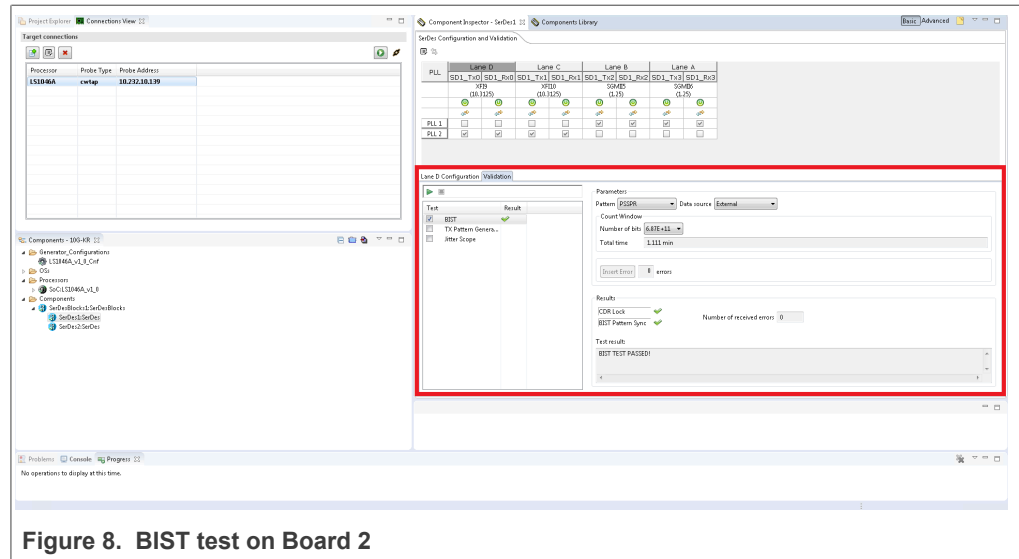 Project Explorer Connections View
Target connections
Processor Probe Type Probe Address
LS1046A cwtap 10.232.10.139
Components - 10G-KR
Generator_Configurations
LS1046A_v1_0_Cnf
OSs
Processors
SoC:LS1046A_v1_0
Components
SerDesBlocks1:SerDesBlocks
SerDes1:SerDes
SerDes2:SerDes
Problems Console Progress
No operations to display at this time.
Component Inspector - SerDes1 Components Library Basic Advanced
SerDes Configuration and Validation
PLL Lane D Lane C Lane B Lane A
SD1_Tx0 SD1_Rx0 SD1_Tx1 SD1_Rx1 SD1_Tx2 SD1_Rx2 SD1_Tx3 SD1_Rx3
XFI9 XFI10 SGMII5 SGMII6
(10.3125) (10.3125) (1.25) (1.25)
PLL 1
PLL 2
Lane D Configuration Validation
Test Result
BIST
TX Pattern Genera...
Jitter Scope
Parameters
Pattern PSSPR Data source External
Count Window
Number of bits 6.87E+11
Total time 1.111 min
Insert Error 0 errors
Results
CDR Lock
BIST Pattern Sync
Number of received errors 0
Test result:
BIST TEST PASSED!
Figure 8. BIST test on Board 2